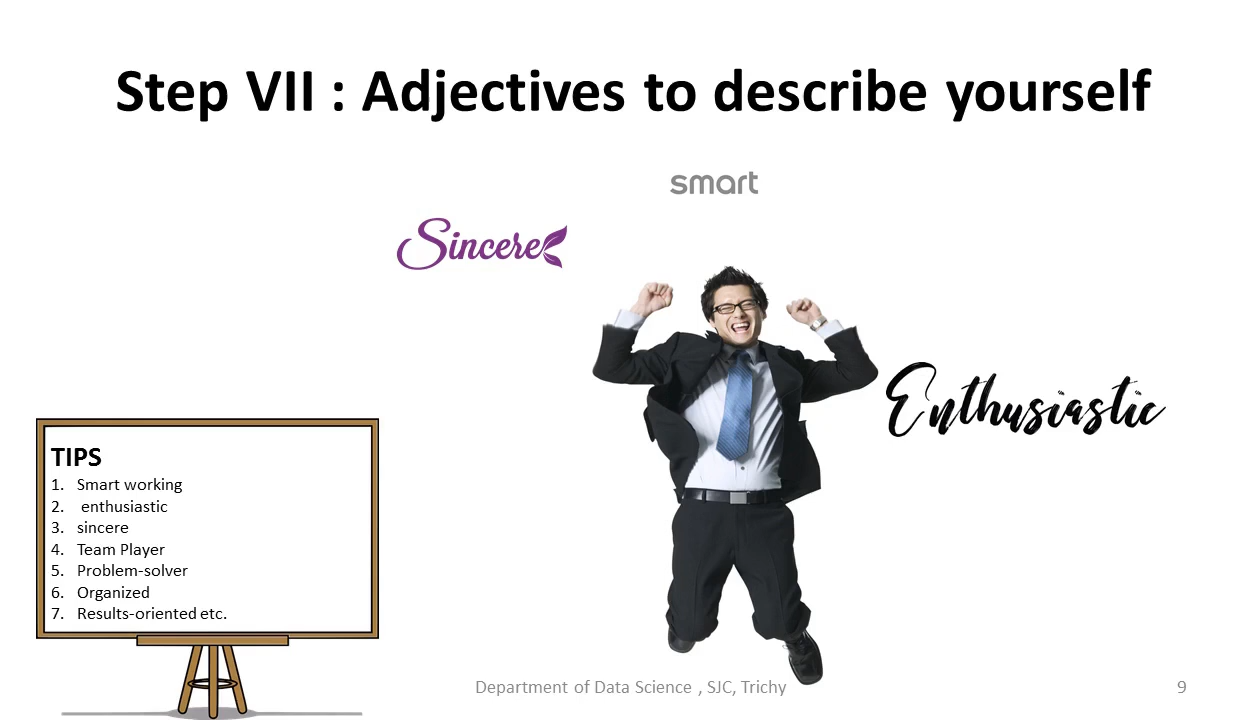 Step VII : Adjectives to describe yourself
smart
Sincere
Enthusiastic
TIPS
1. Smart working
2. enthusiastic
3. sincere
4. Team Player
5. Problem-solver
6. Organized
7. Results-oriented etc.
Department of Data Science , SJC, Trichy
9